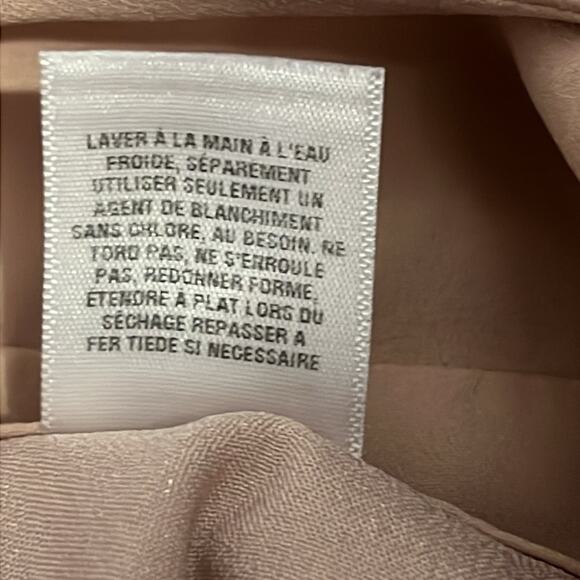 LAVER À LA MAIN À L'EAU
FROIDE, SÉPAREMENT
UTILISER SEULEMENT UN
AGENT DE BLANCHIMENT
SANS CHLORE, AU BESOIN. NE
TORD PAS, NE S'ENROULE
PAS, REDONNER FORME,
ETENDRE A PLAT LORS DU
SÉCHAGE REPASSER A
FER TIEDE SI NECESSAIRE